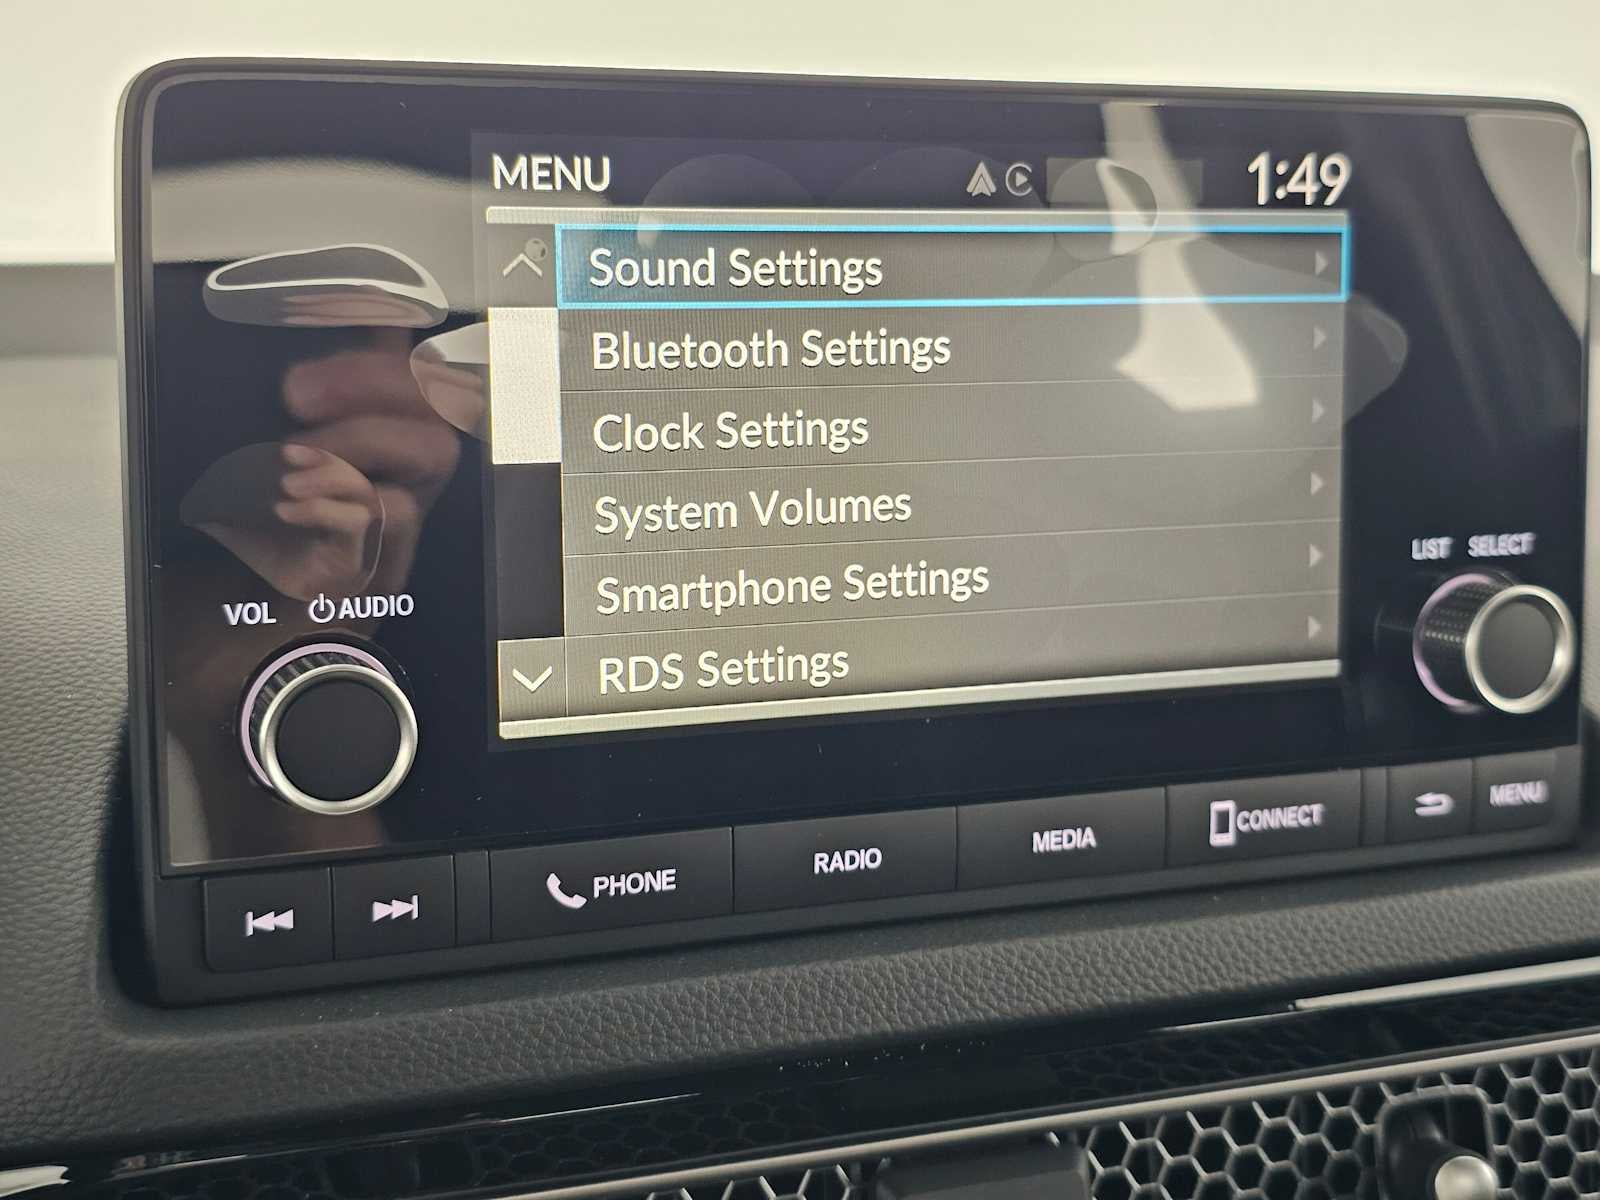 MENU
1:49
Sound Settings
Bluetooth Settings
Clock Settings
System Volumes
Smartphone Settings
RDS Settings
VOL AUDIO
LIST SELECT
PHONE
RADIO
MEDIA
CONNECT
MENU